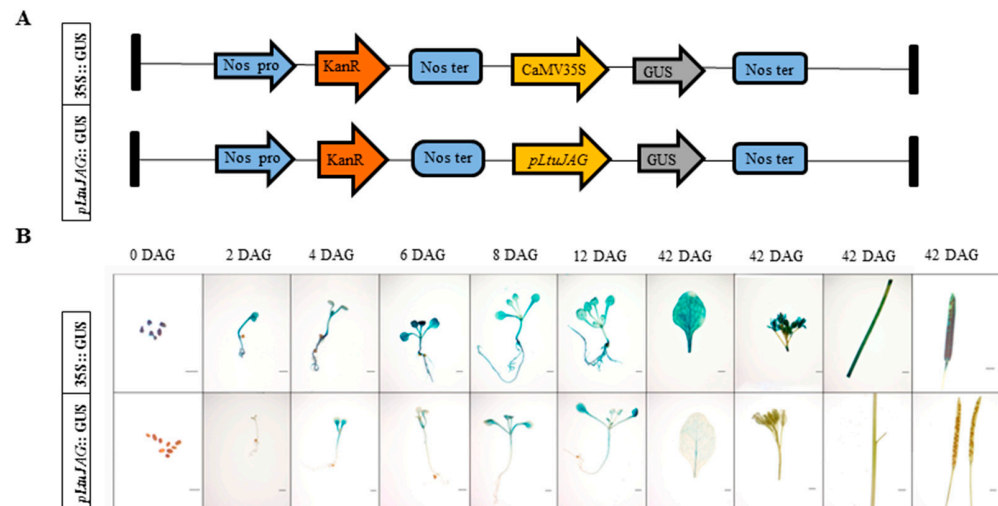 A
35S:: GUS
Nos pro KanR Nos ter CaMV35S GUS Nos ter
pLtuJAG:: GUS
Nos pro KanR Nos ter pLtuJAG GUS Nos ter
B
0 DAG 2 DAG 4 DAG 6 DAG 8 DAG 12 DAG 42 DAG 42 DAG 42 DAG 42 DAG
35S:: GUS
pLtuJAG:: GUS